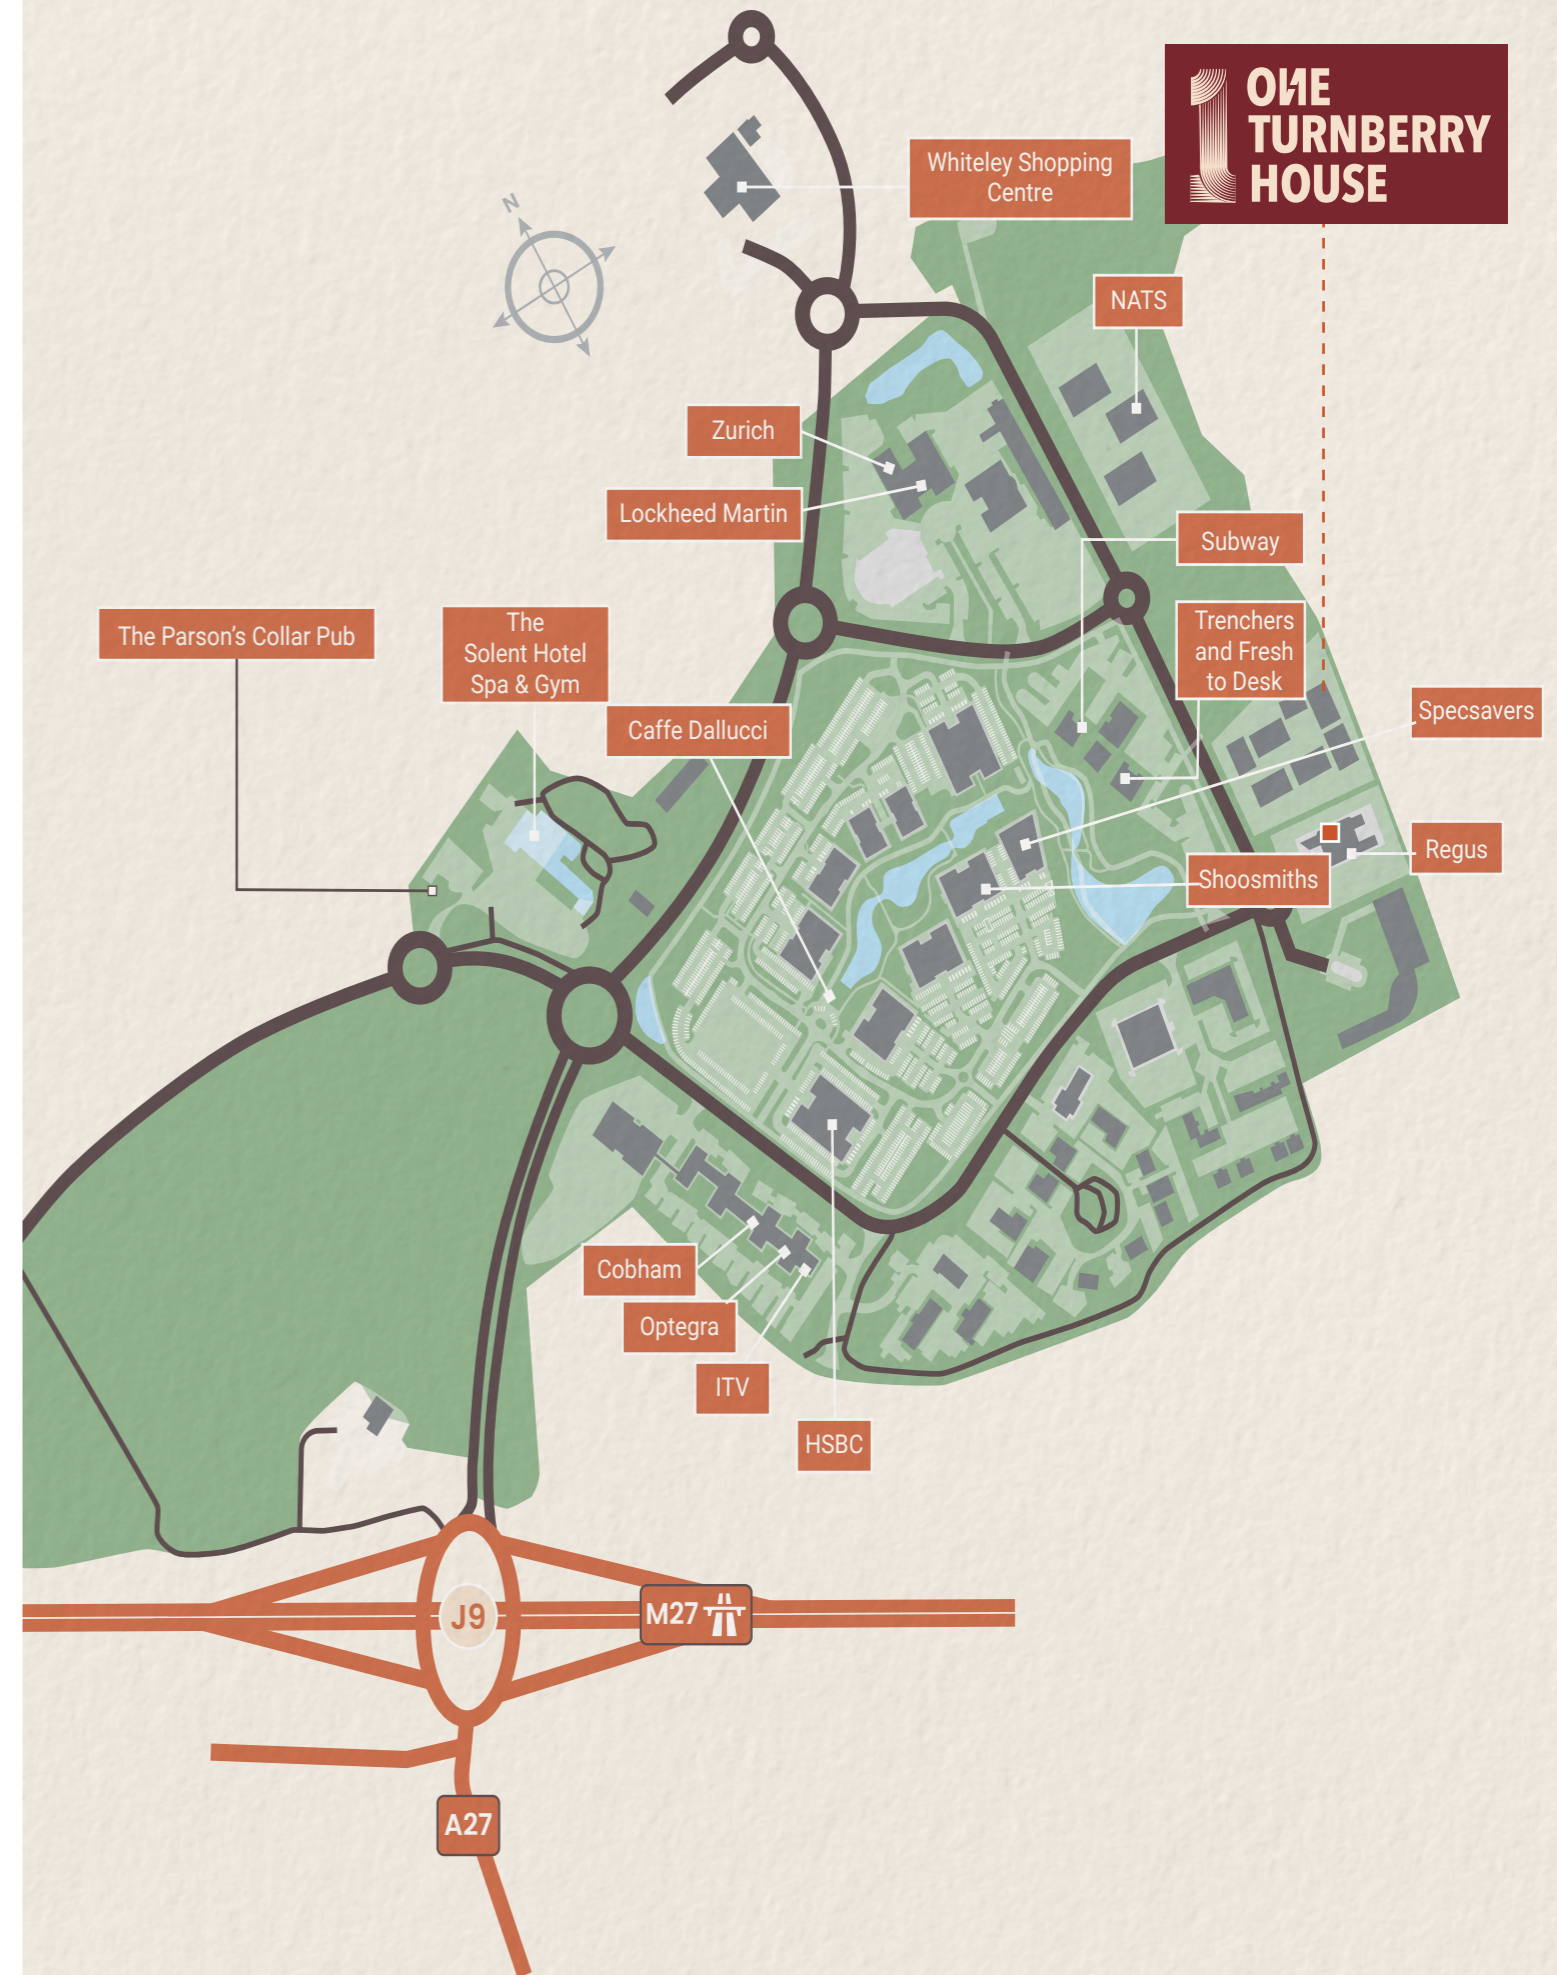 ONE
TURNBERRY
HOUSE
Whiteley Shopping
Centre
N
NATS
Zurich
Lockheed Martin
Subway
The Parson's Collar Pub
The
Solent Hotel
Spa & Gym
Trenchers
and Fresh
to Desk
Caffe Dallucci
Specsavers
Regus
Shoosmiths
Cobham
Optegra
ITV
HSBC
J9
M27
A27